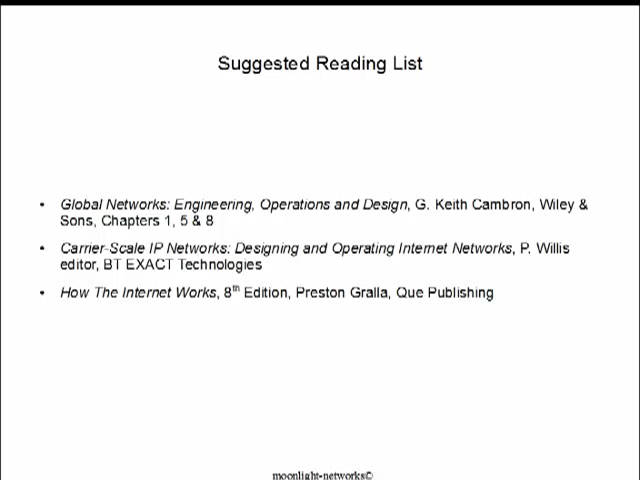 Suggested Reading List
• Global Networks: Engineering, Operations and Design, G. Keith Cambron, Wiley &
Sons, Chapters 1, 5 & 8
• Carrier-Scale IP Networks: Designing and Operating Internet Networks, P. Willis
editor, BT EXACT Technologies
• How The Internet Works, 8th Edition, Preston Gralla, Que Publishing
moonlight-networks©